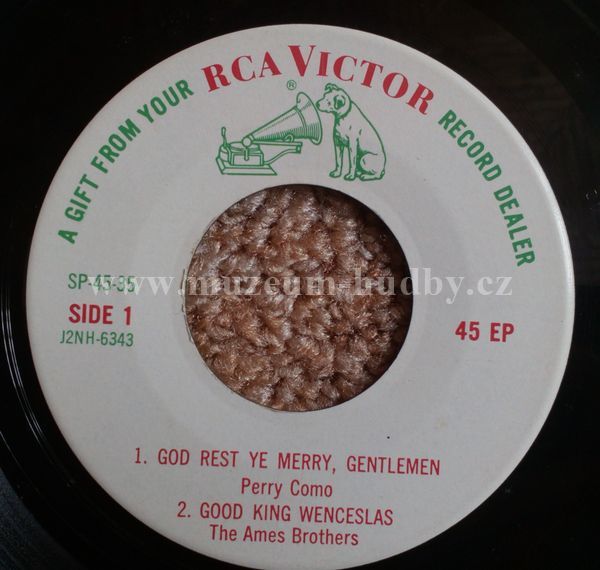 A GIFT FROM YOUR RCA VICTOR RECORD DEALER
®
SP-45-35
www.muzeum-hudby.cz
SIDE 1
45 EP
J2NH-6343
1. GOD REST YE MERRY, GENTLEMEN
Perry Como
2. GOOD KING WENCESLAS
The Ames Brothers